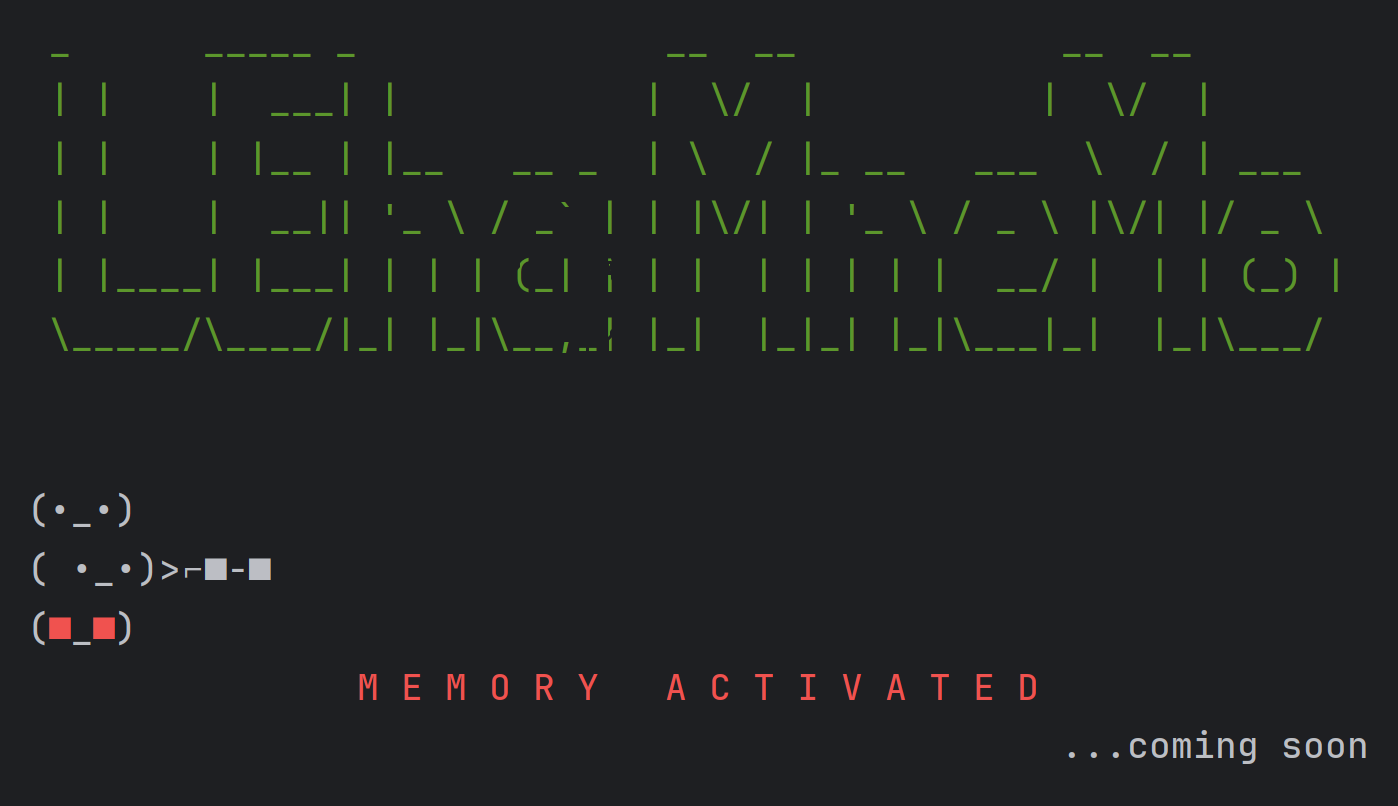 _      _____ _              __  __            __  __
| |    |  ___| |           |  \/  |          |  \/  |
| |    | |__ | |__   __ _  | \  / |_ __   ___  \  / | ___
| |    |  __|| '_ \ / _` | | |\/| | '_ \ / _ \ |\/| |/ _ \
| |____| |___| | | | (_| | | |  | | | | |  __/ |  | | (_) |
\_____/\____/|_| |_|\__,_| |_|  |_|_| |_|\___|_|  |_|\___/
(•_•)
( •_•)>⌐■-■
(■_■)
M E M O R Y   A C T I V A T E D
...coming soon